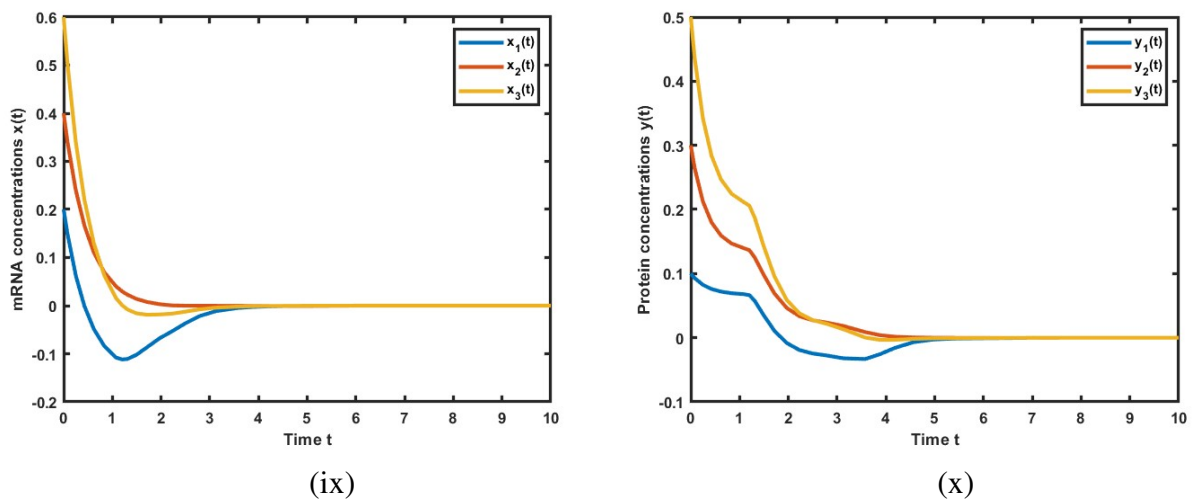 mRNA concentrations x(t)
0.6
0.5
0.4
0.3
0.2
0.1
0
-0.1
-0.2
x1(t)
x2(t)
x3(t)
0 1 2 3 4 5 6 7 8 9 10
Time t
(ix)
Protein concentrations y(t)
0.5
0.4
0.3
0.2
0.1
0
-0.1
y1(t)
y2(t)
y3(t)
0 1 2 3 4 5 6 7 8 9 10
Time t
(x)